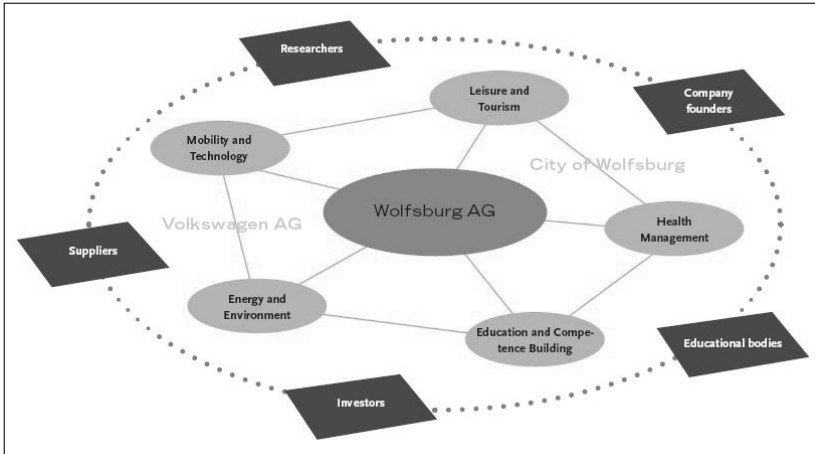 Researchers
Leisure and
Tourism
Company
founders
Mobility and
Technology
City of Wolfsburg
Wolfsburg AG
Volkswagen AG
Health
Management
Suppliers
Energy and
Environment
Education and Compe-
tence Building
Educational bodies
Investors